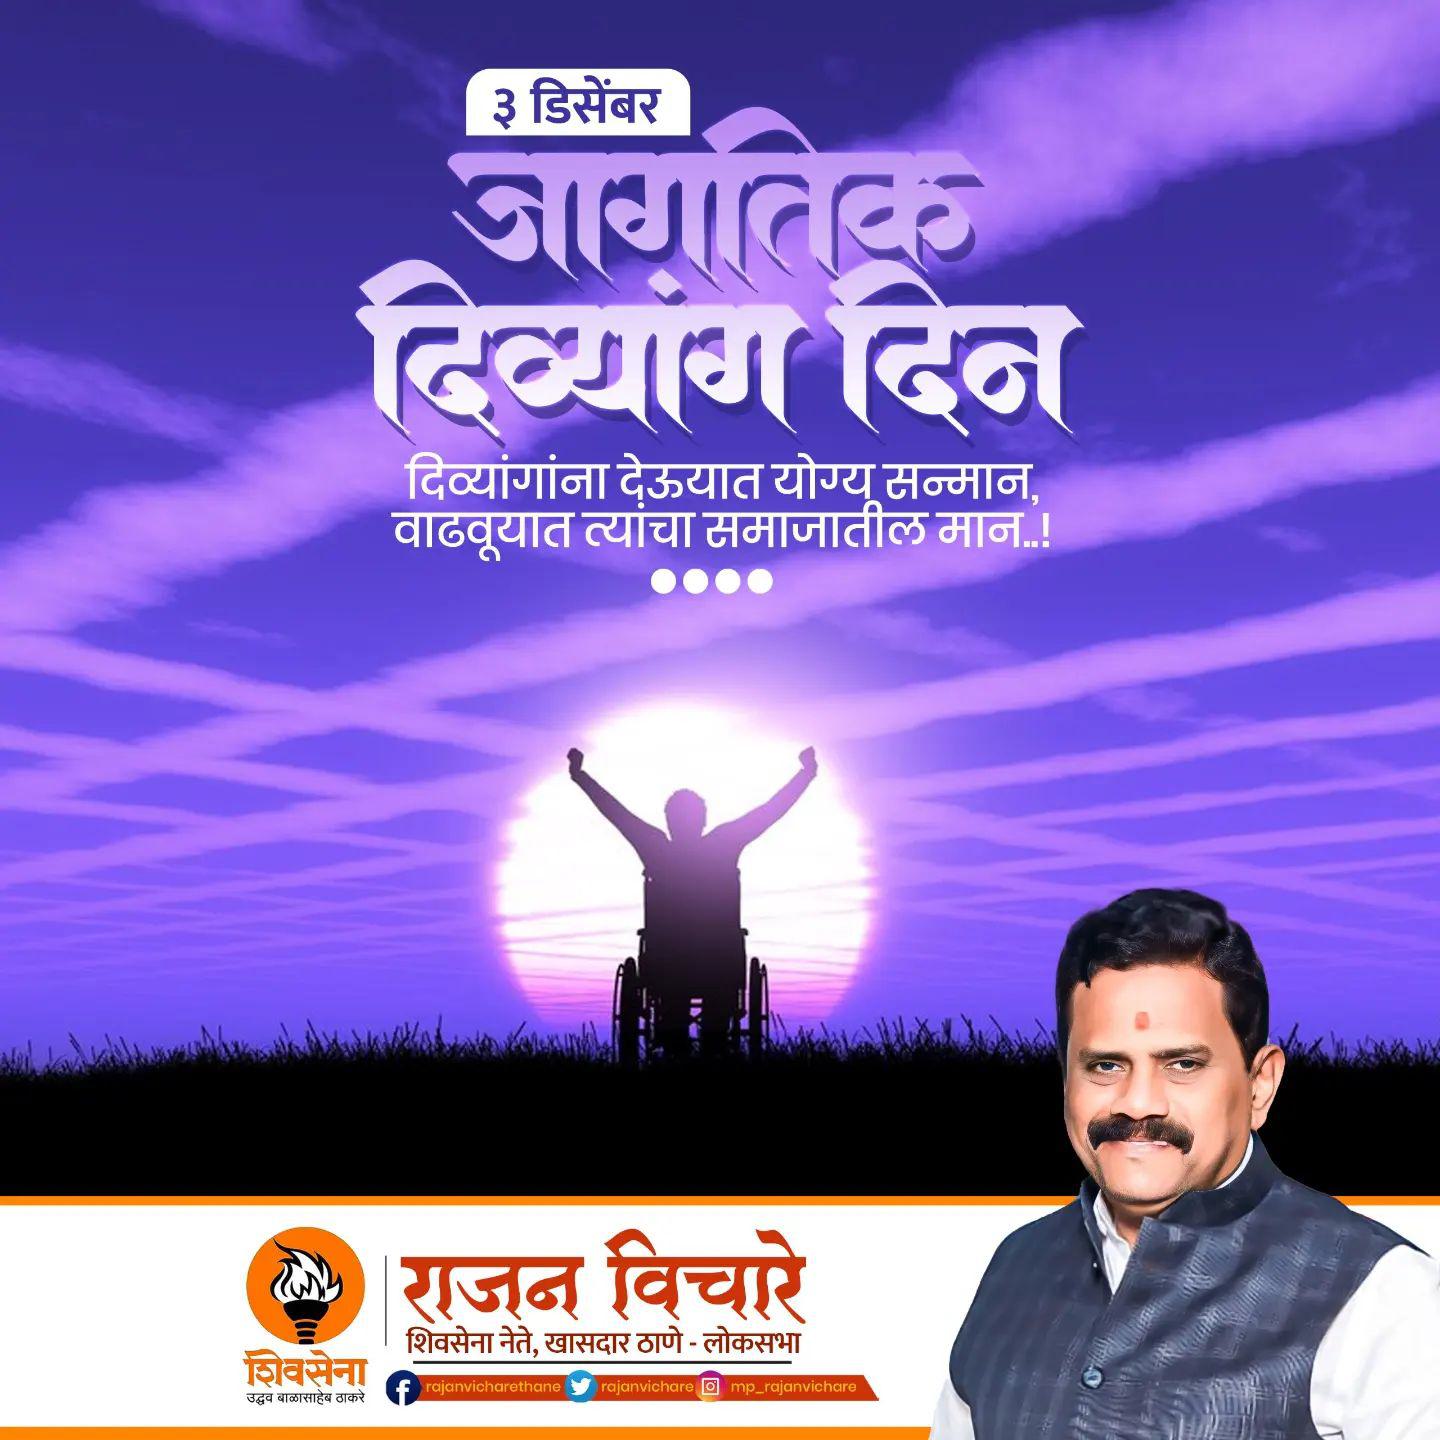 ३ डिसेंबर
जागतिक
दिव्यांग दिन
दिव्यांगांना देऊयात योग्य सन्मान,
वाढवूयात त्यांचा समाजातील मान..!
राजन विचारे
शिवसेना नेते, खासदार ठाणे - लोकसभा
शिवसेना
उद्धव बाळासाहेब ठाकरे
rajanvicharethane rajanvichare mp_rajanvichare